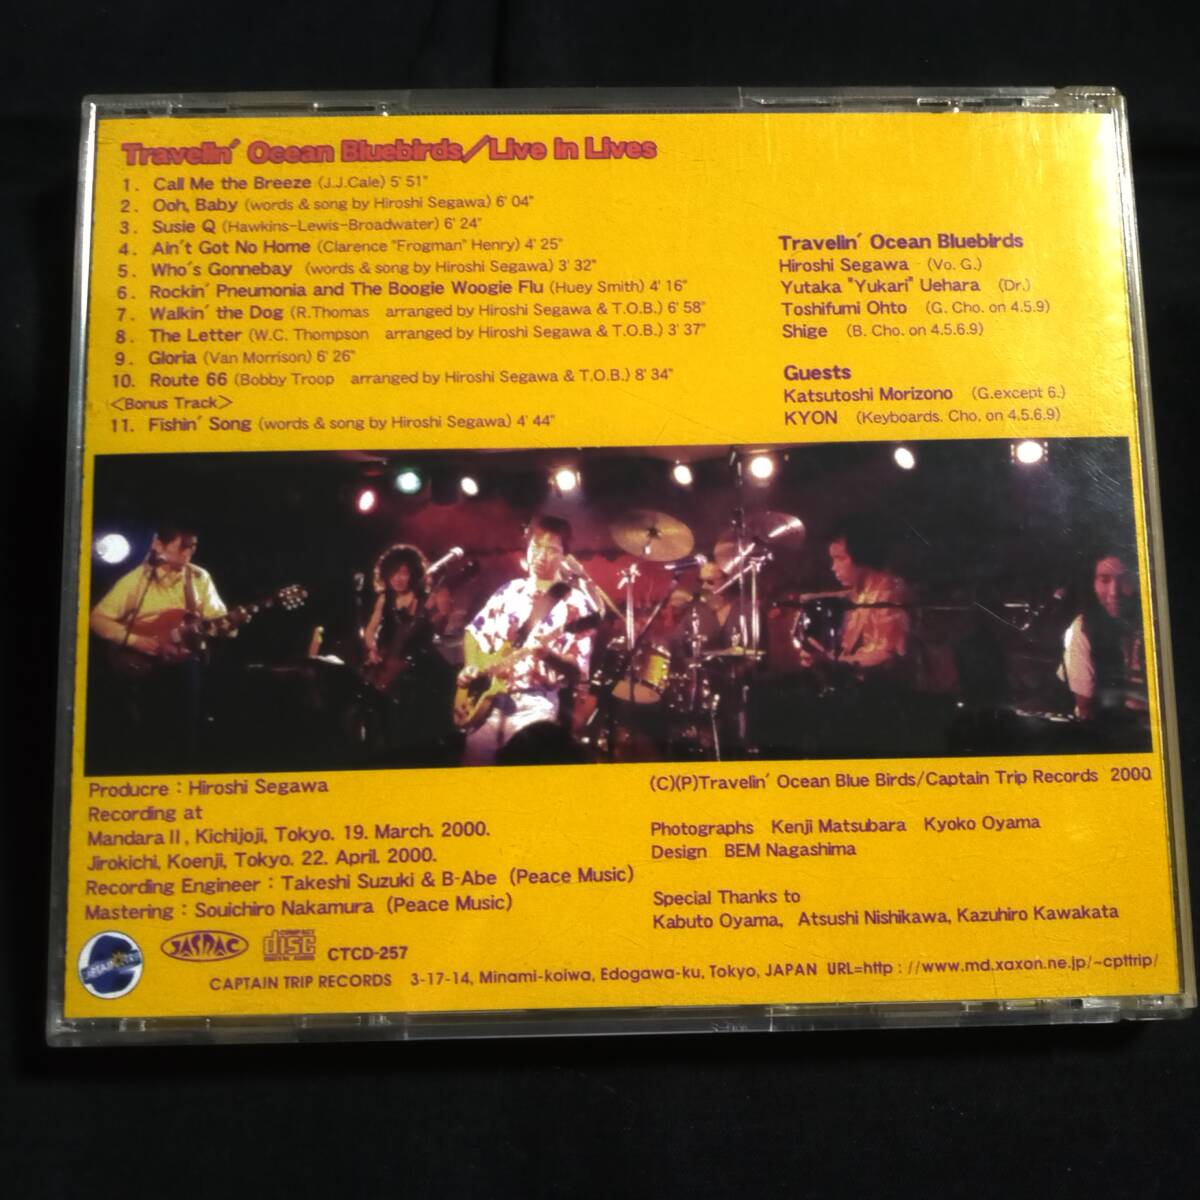 Travelin' Ocean Bluebirds／Live In Lives
1. Call Me the Breeze (J.J.Cale) 5' 51"
2. Ooh, Baby (words & song by Hiroshi Segawa) 6' 04"
3. Susie Q (Hawkins-Lewis-Broadwater) 6' 24"
4. Ain't Got No Home (Clarence "Frogman" Henry) 4' 25"
5. Who's Gonnebay (words & song by Hiroshi Segawa) 3' 32"
6. Rockin' Pneumonia and The Boogie Woogie Flu (Huey Smith) 4' 16"
7. Walkin' the Dog (R.Thomas arranged by Hiroshi Segawa & T.O.B.) 6' 58"
8. The Letter (W.C. Thompson arranged by Hiroshi Segawa & T.O.B.) 3' 37"
9. Gloria (Van Morrison) 6' 26"
10. Route 66 (Bobby Troop arranged by Hiroshi Segawa & T.O.B.) 8' 34"
<Bonus Track>
11. Fishin' Song (words & song by Hiroshi Segawa) 4' 44"
Travelin' Ocean Bluebirds
Hiroshi Segawa (Vo. G.)
Yutaka "Yukari" Uehara (Dr.)
Toshifumi Ohto (G. Cho. on 4.5.9)
Shige (B. Cho. on 4.5.6.9)
Guests
Katsutoshi Morizono (G.except 6.)
KYON (Keyboards. Cho. on 4.5.6.9)
Producre : Hiroshi Segawa
Recording at
Mandara II, Kichijoji, Tokyo. 19. March. 2000.
Jirokichi, Koenji, Tokyo. 22. April. 2000.
Recording Engineer : Takeshi Suzuki & B-Abe (Peace Music)
Mastering : Souichiro Nakamura (Peace Music)
(C)(P)Travelin' Ocean Blue Birds/Captain Trip Records 2000
Photographs Kenji Matsubara Kyoko Oyama
Design BEM Nagashima
Special Thanks to
Kabuto Oyama, Atsushi Nishikawa, Kazuhiro Kawakata
CAPTAIN TRIP
JASRAC
COMPACT
disc
DIGITAL AUDIO
CTCD-257
CAPTAIN TRIP RECORDS 3-17-14, Minami-koiwa, Edogawa-ku, Tokyo, JAPAN URL=http : //www.md.xaxon.ne.jp/~cpttrip/